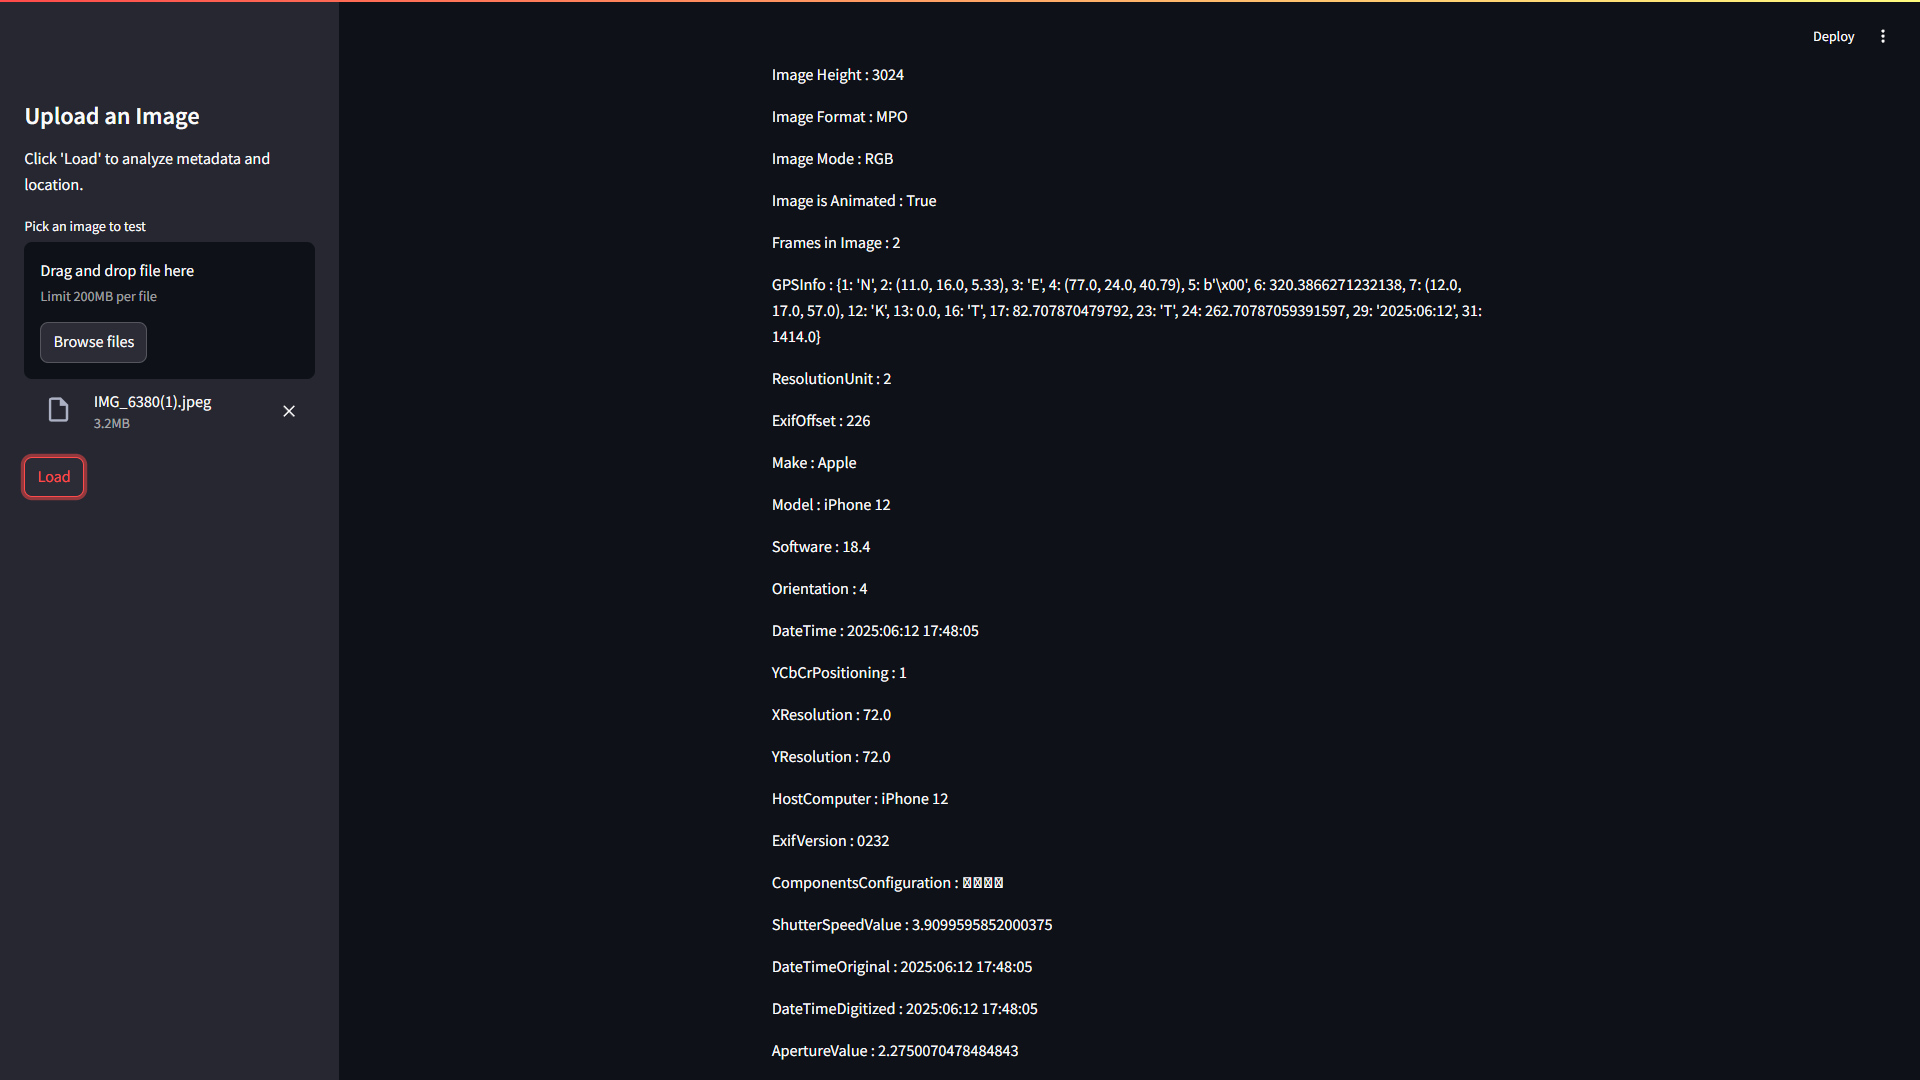 Deploy
Upload an Image
Click 'Load' to analyze metadata and
location.
Pick an image to test
Drag and drop file here
Limit 200MB per file
Browse files
IMG_6380(1).jpeg
3.2MB
Load
Image Height : 3024
Image Format : MPO
Image Mode : RGB
Image is Animated : True
Frames in Image : 2
GPSInfo : {1: 'N', 2: (11.0, 16.0, 5.33), 3: 'E', 4: (77.0, 24.0, 40.79), 5: b'\x00', 6: 320.3866271232138, 7: (12.0,
17.0, 57.0), 12: 'K', 13: 0.0, 16: 'T', 17: 82.707870479792, 23: 'T', 24: 262.70787059391597, 29: '2025:06:12', 31:
1414.0}
ResolutionUnit : 2
ExifOffset : 226
Make : Apple
Model : iPhone 12
Software : 18.4
Orientation : 4
DateTime : 2025:06:12 17:48:05
YCbCrPositioning : 1
XResolution : 72.0
YResolution : 72.0
HostComputer : iPhone 12
ExifVersion : 0232
ComponentsConfiguration :
ShutterSpeedValue : 3.9099595852000375
DateTimeOriginal : 2025:06:12 17:48:05
DateTimeDigitized : 2025:06:12 17:48:05
ApertureValue : 2.2750070478484843